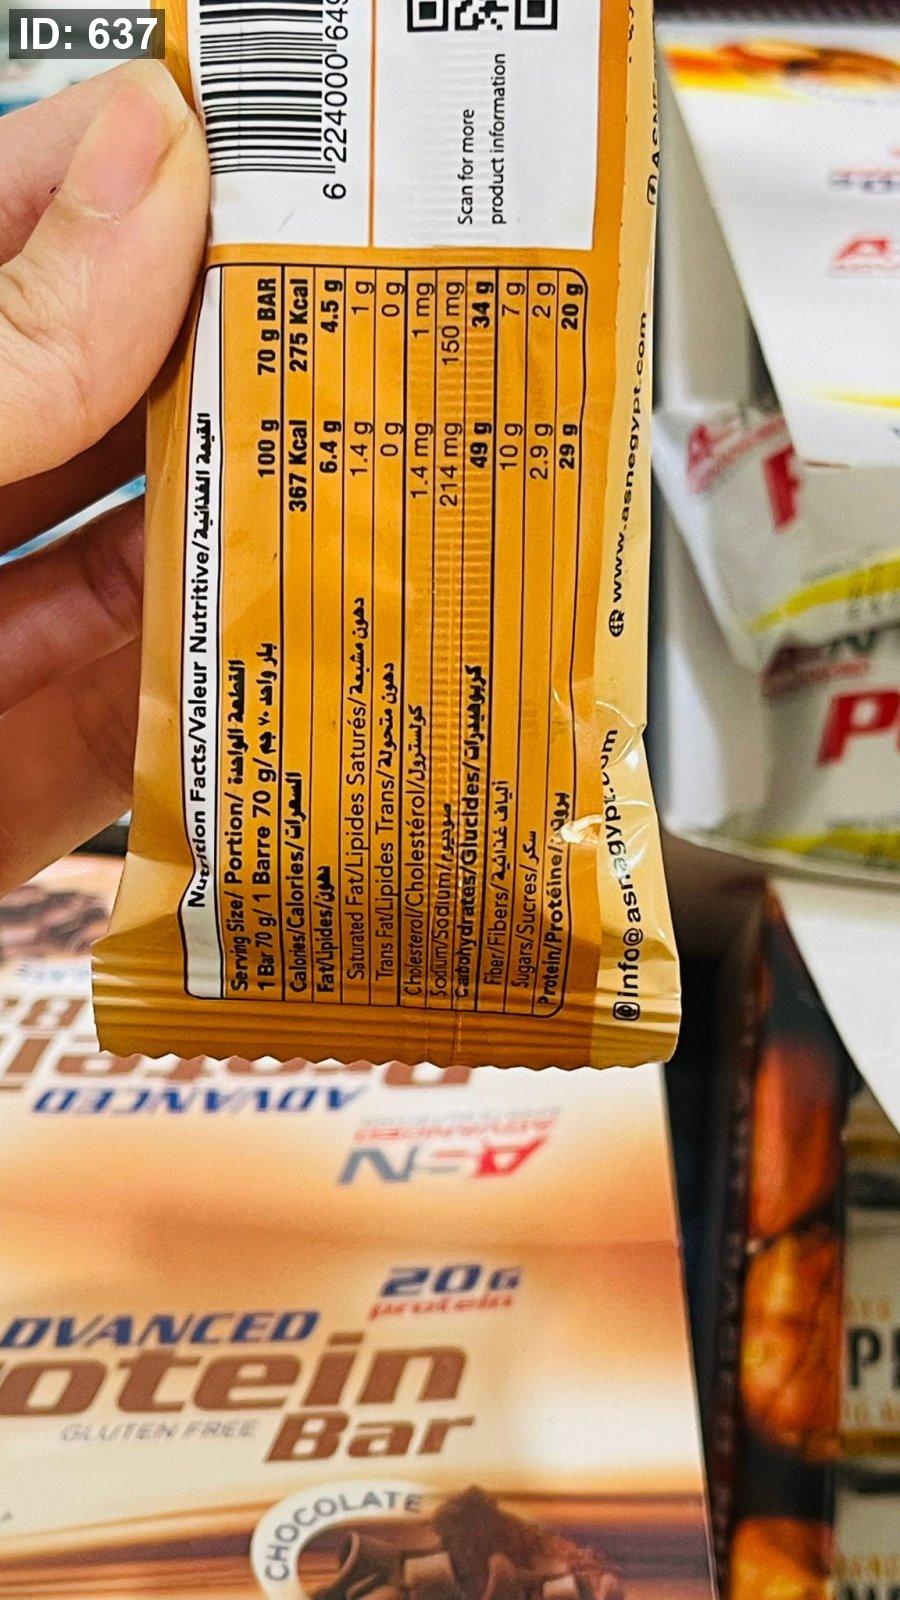 ID: 637
6 224000 649
Scan for more
product information
Nutrition Facts/Valeur Nutritive/القيمة الغذائية
Serving Size/ Portion/ القطعة الواحدة 100 g 70 g BAR
1 Bar 70 g/ 1 Barre 70 g/ بار واحد ٧٠ جم
Calories/Calories/السعرات 367 Kcal 275 Kcal
Fat/Lipides/دهون 6.4 g 4.5 g
Saturated Fat/Lipides Saturés/دهون مشبعة 1.4 g 1 g
Trans Fat/Lipides Trans/دهون متحولة 0 g 0 g
Cholesterol/Cholestérol/كولسترول 1.4 mg 1 mg
Sodium/Sodium/صوديوم 214 mg 150 mg
Carbohydrates/Glucides/كربوهيدرات 49 g 34 g
Fiber/Fibers/ألياف غذائية 10 g 7 g
Sugars/Sucres/سكر 2.9 g 2 g
Protein/Protéine/بروتين 29 g 20 g
info@asnegypt.com www.asnegypt.com
ADVANCED
ASN
ADVANCED
20G
protein
ADVANCED
Protein
GLUTEN FREE
Bar
CHOCOLATE